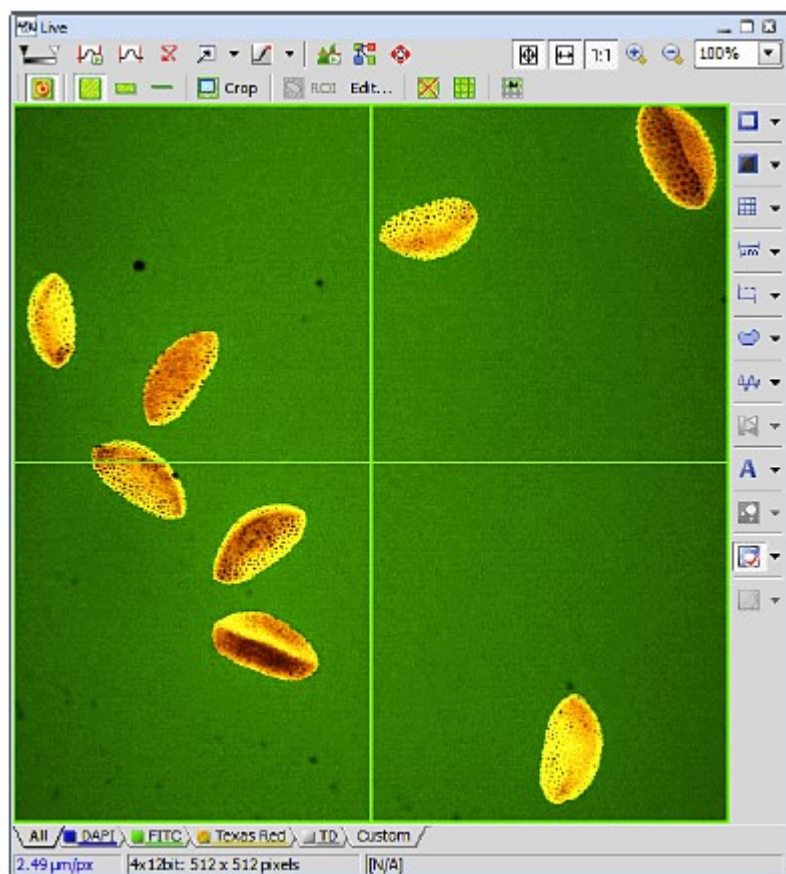 Live
1:1 100%
Crop ROI Edit...
µm
A
All DAPI FITC Texas Red TD Custom
2.49 µm/px 4x12bit: 512 x 512 pixels [N/A]